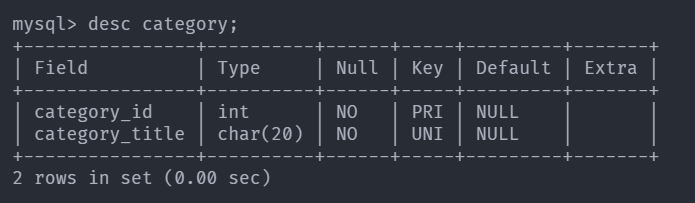 mysql> desc category;
+----------------+----------+------+-----+---------+-------+
| Field          | Type     | Null | Key | Default | Extra |
+----------------+----------+------+-----+---------+-------+
| category_id    | int      | NO   | PRI | NULL    |       |
| category_title | char(20) | NO   | UNI | NULL    |       |
+----------------+----------+------+-----+---------+-------+
2 rows in set (0.00 sec)